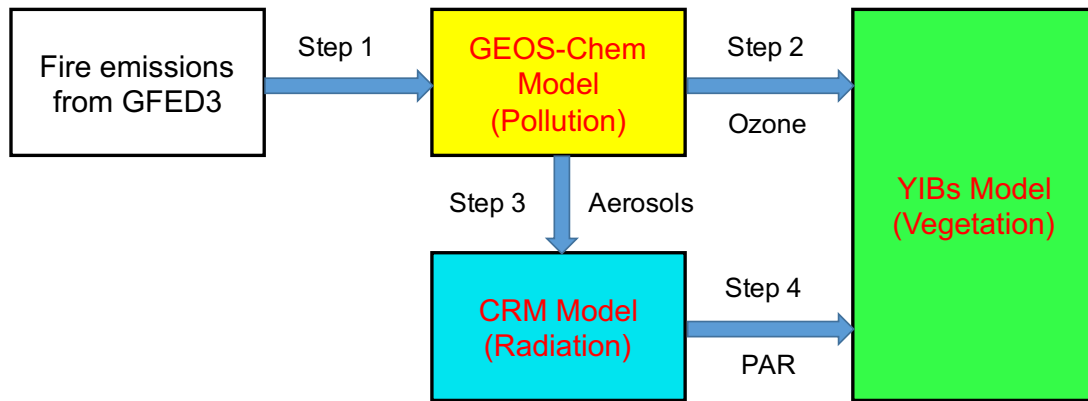 Fire emissions
from GFED3
Step 1
GEOS-Chem
Model
(Pollution)
Step 2
Ozone
Step 3
Aerosols
CRM Model
(Radiation)
Step 4
PAR
YIBs Model
(Vegetation)